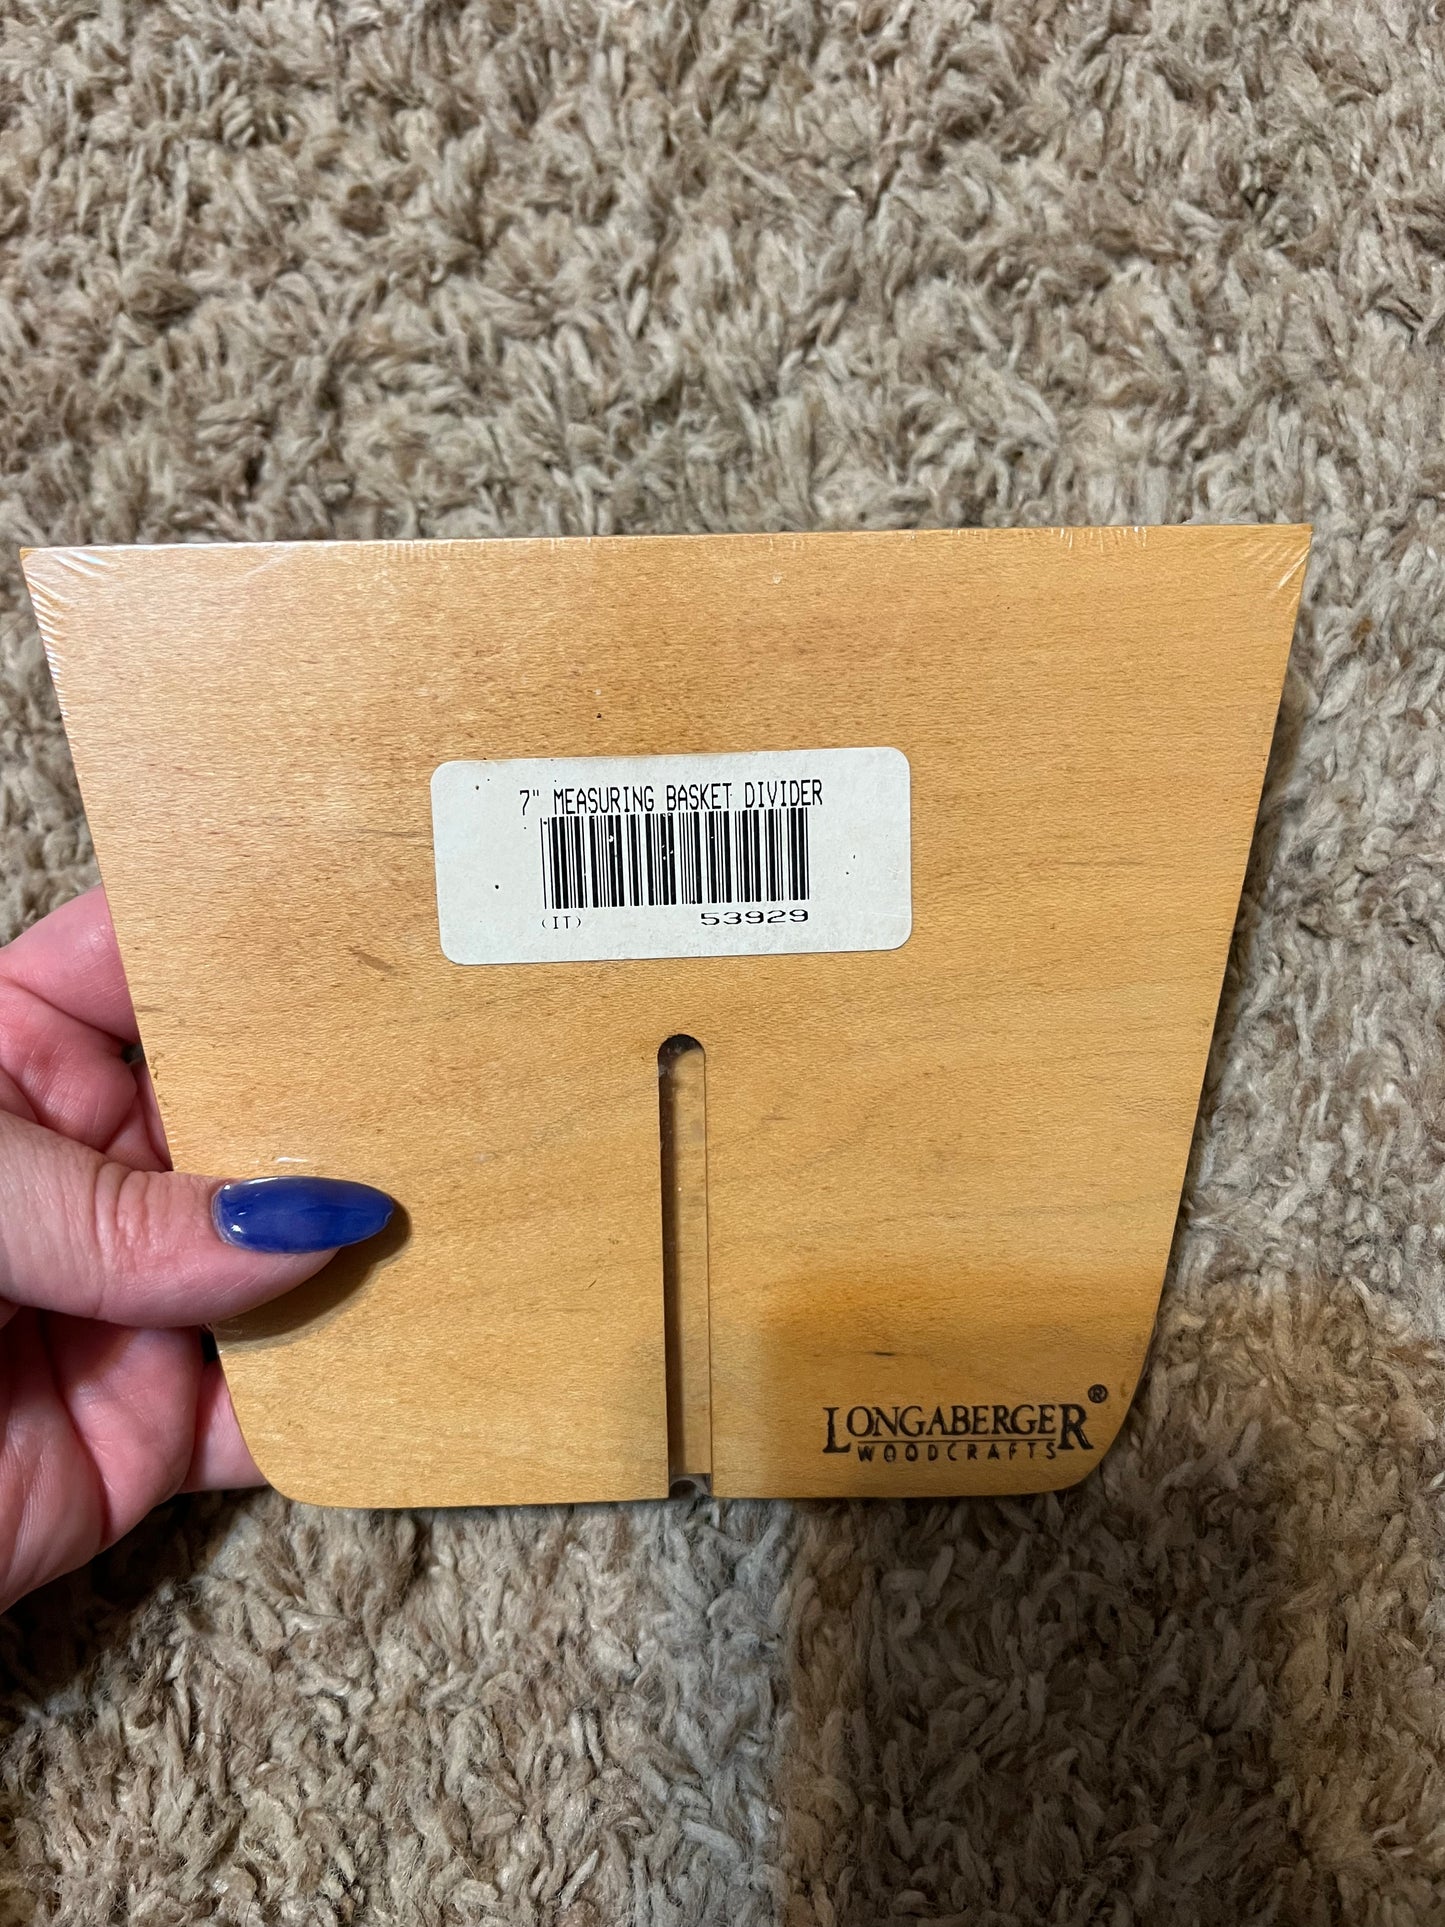 7" MEASURING BASKET DIVIDER
(IT) 53929
LONGABERGER®
WOODCRAFTS